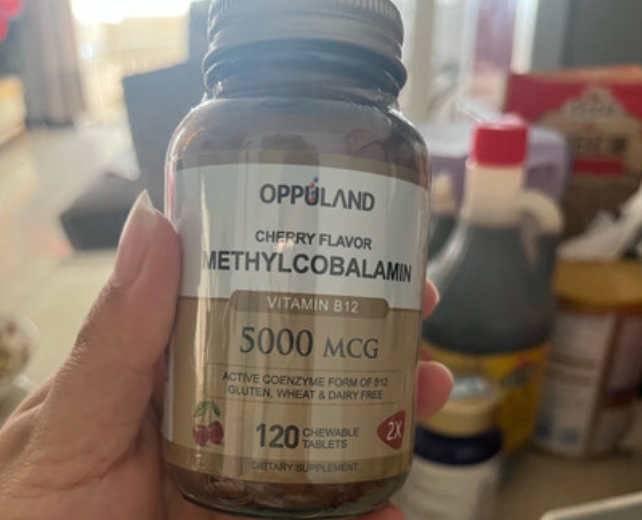 OPPULAND
CHERRY FLAVOR
METHYLCOBALAMIN
VITAMIN B12
5000 MCG
ACTIVE COENZYME FORM OF B12
GLUTEN, WHEAT & DAIRY FREE
120 CHEWABLE TABLETS
2X
DIETARY SUPPLEMENT